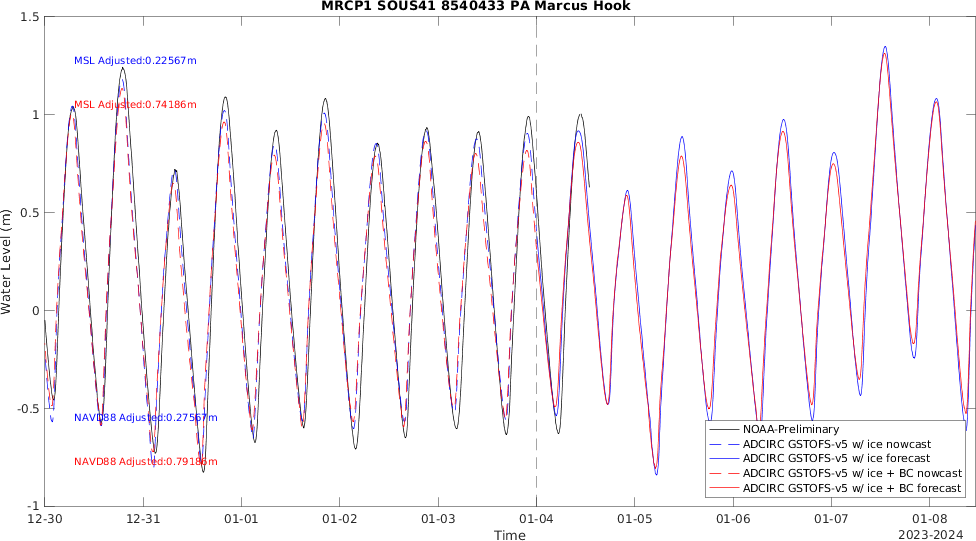 MRCP1 SOUS41 8540433 PA Marcus Hook
1.5
1
0.5
0
-0.5
-1
Water Level (m)
MSL Adjusted:0.22567m
MSL Adjusted:0.74186m
NAVD88 Adjusted:0.27567m
NAVD88 Adjusted:0.79186m
NOAA-Preliminary
ADCIRC GSTOFS-v5 w/ ice nowcast
ADCIRC GSTOFS-v5 w/ ice forecast
ADCIRC GSTOFS-v5 w/ ice + BC nowcast
ADCIRC GSTOFS-v5 w/ ice + BC forecast
12-30 12-31 01-01 01-02 01-03 01-04 01-05 01-06 01-07 01-08
Time
2023-2024